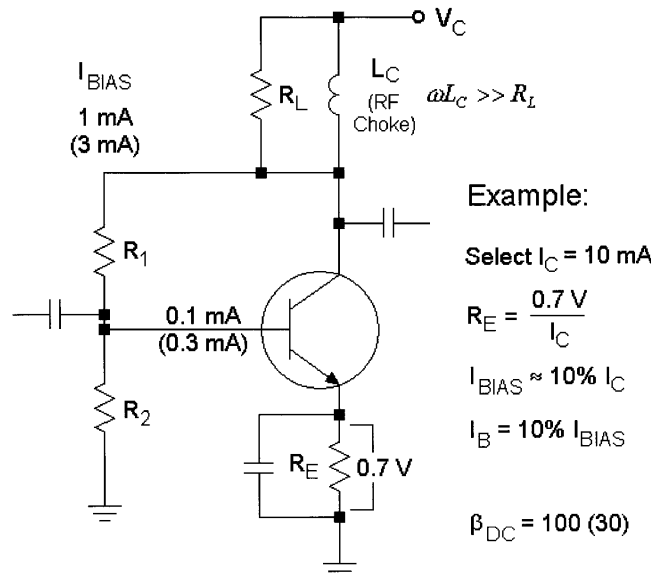 V_C
I_BIAS
1 mA
(3 mA)
R_L
L_C
(RF
Choke)
ωL_C >> R_L
R_1
0.1 mA
(0.3 mA)
R_2
R_E
0.7 V
Example:
Select I_C = 10 mA
R_E = 0.7 V / I_C
I_BIAS ≈ 10% I_C
I_B = 10% I_BIAS
β_DC = 100 (30)